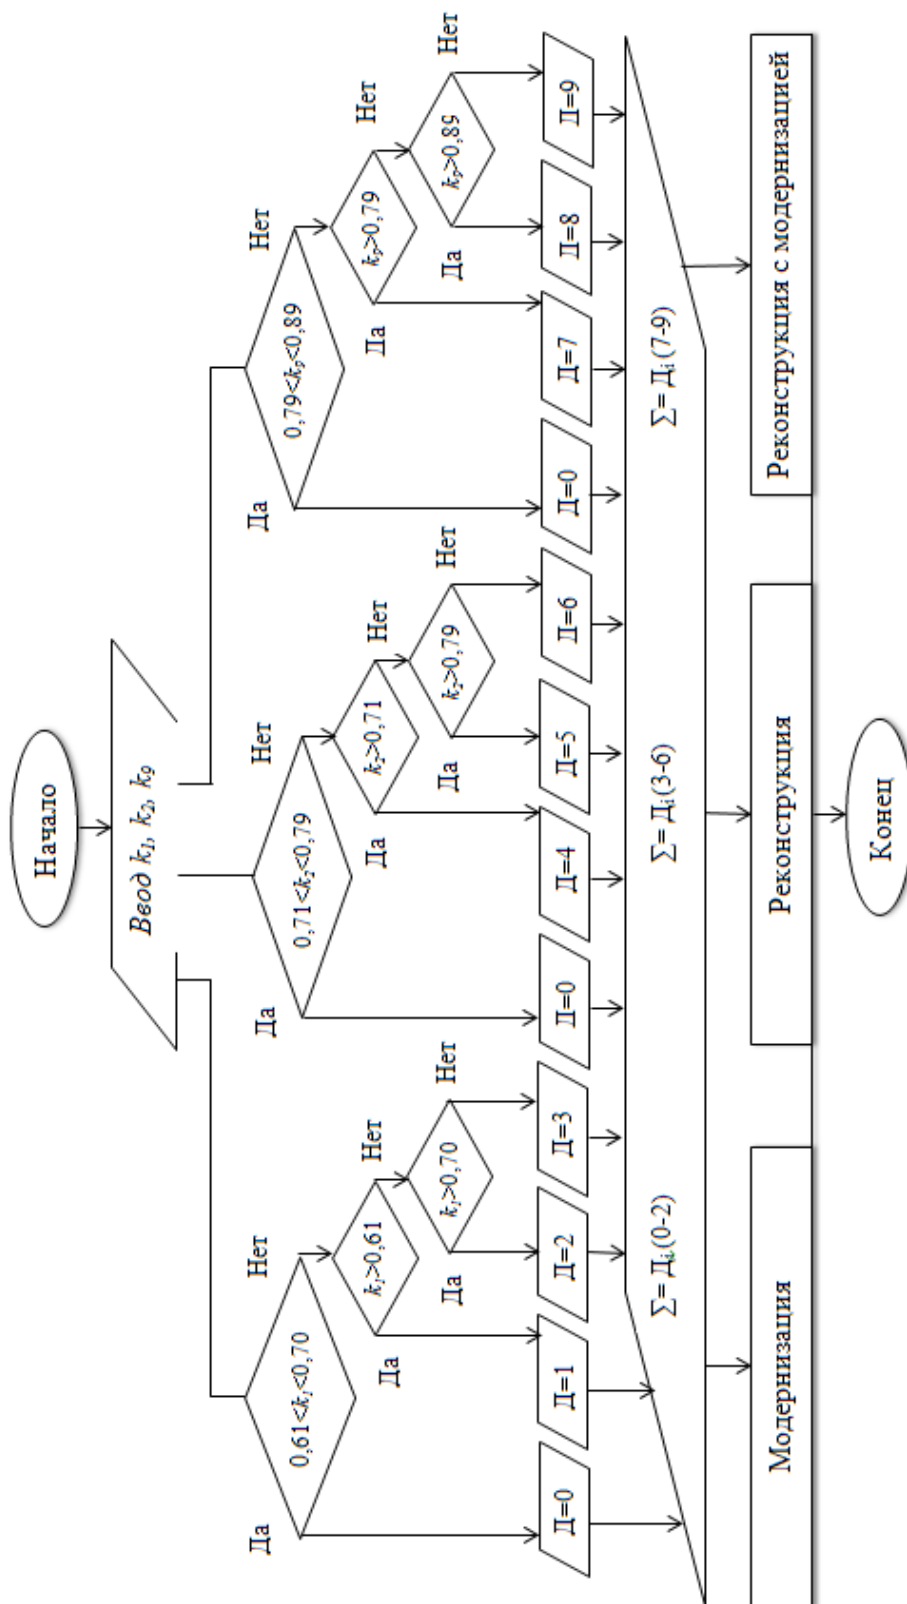 Начало
Ввод k₁, k₂, k₉
0,61<k₁<0,70
Да
Нет
k₁>0,61
Да
Нет
k₁>0,70
Да
Нет
0,71<k₂<0,79
Да
Нет
k₂>0,71
Да
Нет
k₂>0,79
Да
Нет
0,79<k₉<0,89
Да
Нет
k₉>0,79
Да
Нет
k₉>0,89
Да
Нет
Д=0
Д=1
Д=2
Д=3
Д=0
Д=4
Д=5
Д=6
Д=0
Д=7
Д=8
Д=9
∑= Дᵢ(0-2)
∑= Дᵢ(3-6)
∑= Дᵢ(7-9)
Модернизация
Реконструкция
Реконструкция с модернизацией
Конец